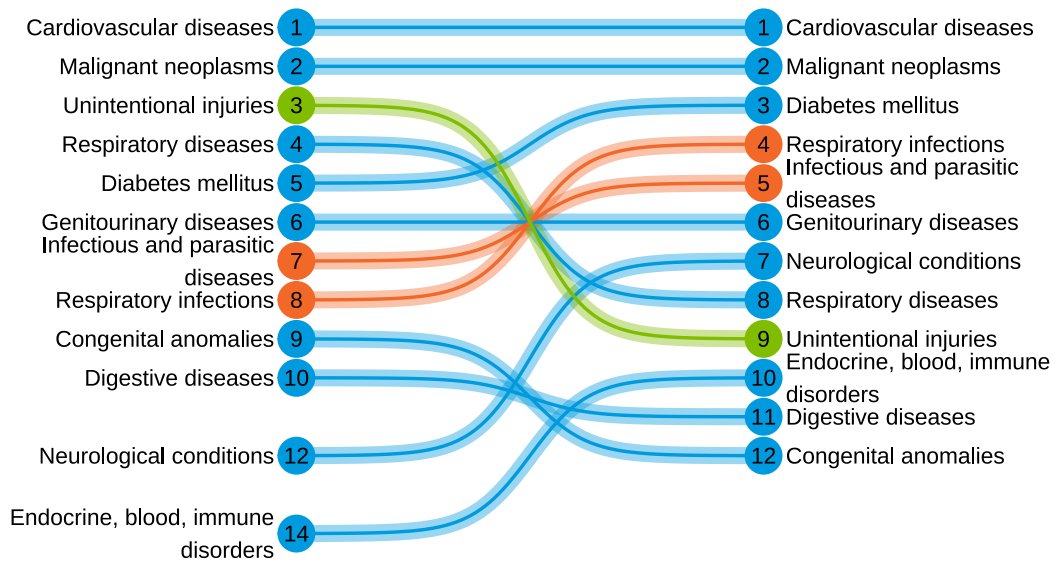 Cardiovascular diseases 1 1 Cardiovascular diseases
Malignant neoplasms 2 2 Malignant neoplasms
Unintentional injuries 3 3 Diabetes mellitus
Respiratory diseases 4 4 Respiratory infections
Diabetes mellitus 5 5 Infectious and parasitic
diseases
Genitourinary diseases 6 6 Genitourinary diseases
Infectious and parasitic
diseases 7 7 Neurological conditions
Respiratory infections 8 8 Respiratory diseases
Congenital anomalies 9 9 Unintentional injuries
Digestive diseases 10 10 Endocrine, blood, immune
disorders
11 Digestive diseases
Neurological conditions 12 12 Congenital anomalies
Endocrine, blood, immune
disorders 14